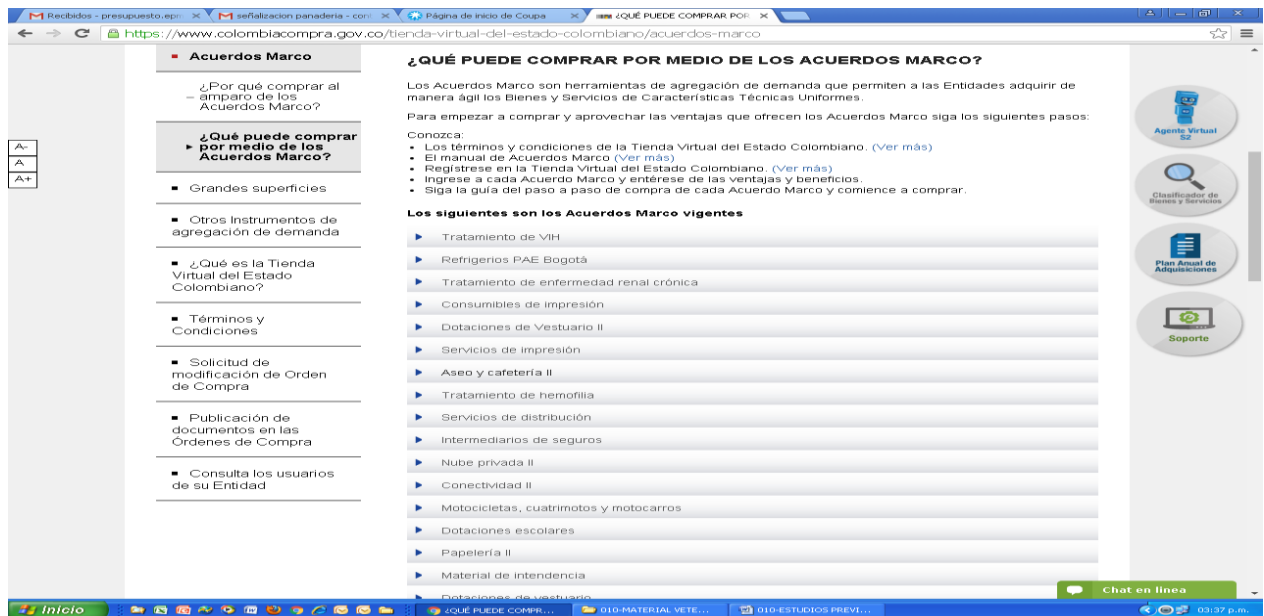 Recibidos - presupuesto.epn
señalizacion panaderia - con
Página de inicio de Coupa
¿QUÉ PUEDE COMPRAR POR
https://www.colombiacompra.gov.co/tienda-virtual-del-estado-colombiano/acuerdos-marco
A-
A
A+
Acuerdos Marco
¿Por qué comprar al
amparo de los
Acuerdos Marco?
¿Qué puede comprar
por medio de los
Acuerdos Marco?
Grandes superficies
Otros Instrumentos de
agregación de demanda
¿Qué es la Tienda
Virtual del Estado
Colombiano?
Términos y
Condiciones
Solicitud de
modificación de Orden
de Compra
Publicación de
documentos en las
Órdenes de Compra
Consulta los usuarios
de su Entidad
¿QUÉ PUEDE COMPRAR POR MEDIO DE LOS ACUERDOS MARCO?
Los Acuerdos Marco son herramientas de agregación de demanda que permiten a las Entidades adquirir de
manera ágil los Bienes y Servicios de Características Técnicas Uniformes.
Para empezar a comprar y aprovechar las ventajas que ofrecen los Acuerdos Marco siga los siguientes pasos:
Conozca:
Los términos y condiciones de la Tienda Virtual del Estado Colombiano. (Ver más)
El manual de Acuerdos Marco (Ver más)
Regístrese en la Tienda Virtual del Estado Colombiano. (Ver más)
Ingrese a cada Acuerdo Marco y entérese de las ventajas y beneficios.
Siga la guía del paso a paso de compra de cada Acuerdo Marco y comience a comprar.
Los siguientes son los Acuerdos Marco vigentes
Tratamiento de VIH
Refrigerios PAE Bogotà
Tratamiento de enfermedad renal crónica
Consumibles de impresión
Dotaciones de Vestuario II
Servicios de impresión
Aseo y cafetería II
Tratamiento de hemofilia
Servicios de distribución
Intermediarios de seguros
Nube privada II
Conectividad II
Motocicletas, cuatrimotos y motocarros
Dotaciones escolares
Papelería II
Material de intendencia
Dotaciones de vestuario
Agente Virtual
S2
Clasificador de
Bienes y Servicios
Plan Anual de
Adquisiciones
Soporte
Chat en línea
Inicio
¿QUÉ PUEDE COMPR...
010-MATERIAL VETE...
010-ESTUDIOS PREVI...
03:37 p.m.